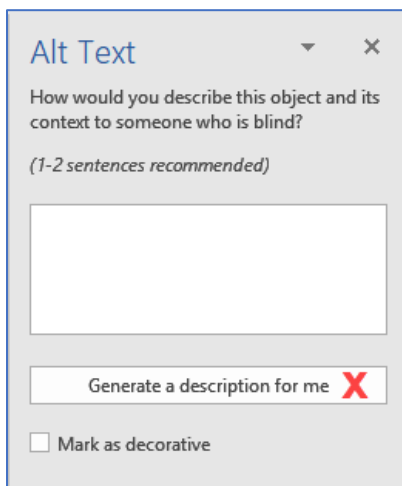 Alt Text
How would you describe this object and its
context to someone who is blind?
(1-2 sentences recommended)
Generate a description for me
Mark as decorative